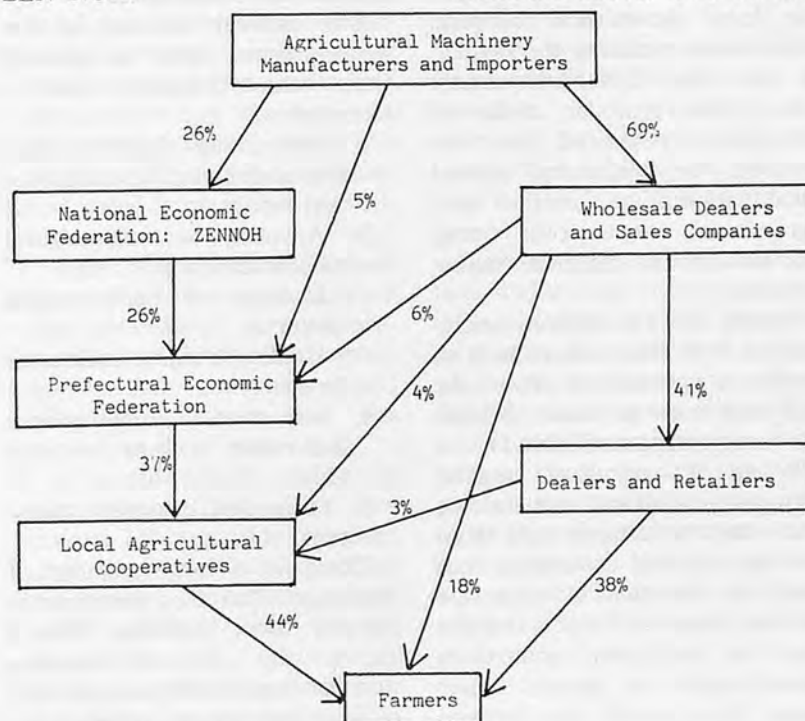 Agricultural Machinery
Manufacturers and Importers
26%
69%
5%
National Economic
Federation: ZENNOH
Wholesale Dealers
and Sales Companies
26%
6%
4%
41%
Prefectural Economic
Federation
37%
Dealers and Retailers
3%
Local Agricultural
Cooperatives
44%
18%
38%
Farmers